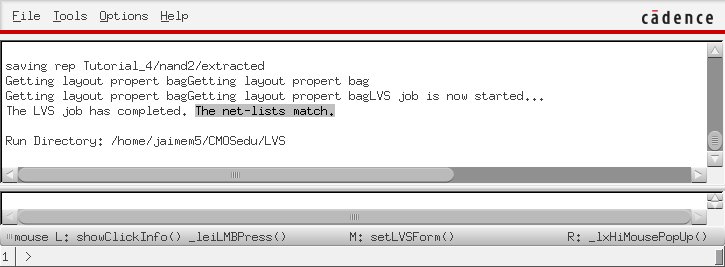 File Tools Options Help
cādence
saving rep Tutorial_4/nand2/extracted
Getting layout propert bagGetting layout propert bag
Getting layout propert bagGetting layout propert bagLVS job is now started...
The LVS job has completed. The net-lists match.
Run Directory: /home/jaimem5/CMOSedu/LVS
mouse L: showClickInfo() _leiLMBPress() M: setLVSForm() R: _lxHiMousePopUp()
1 >